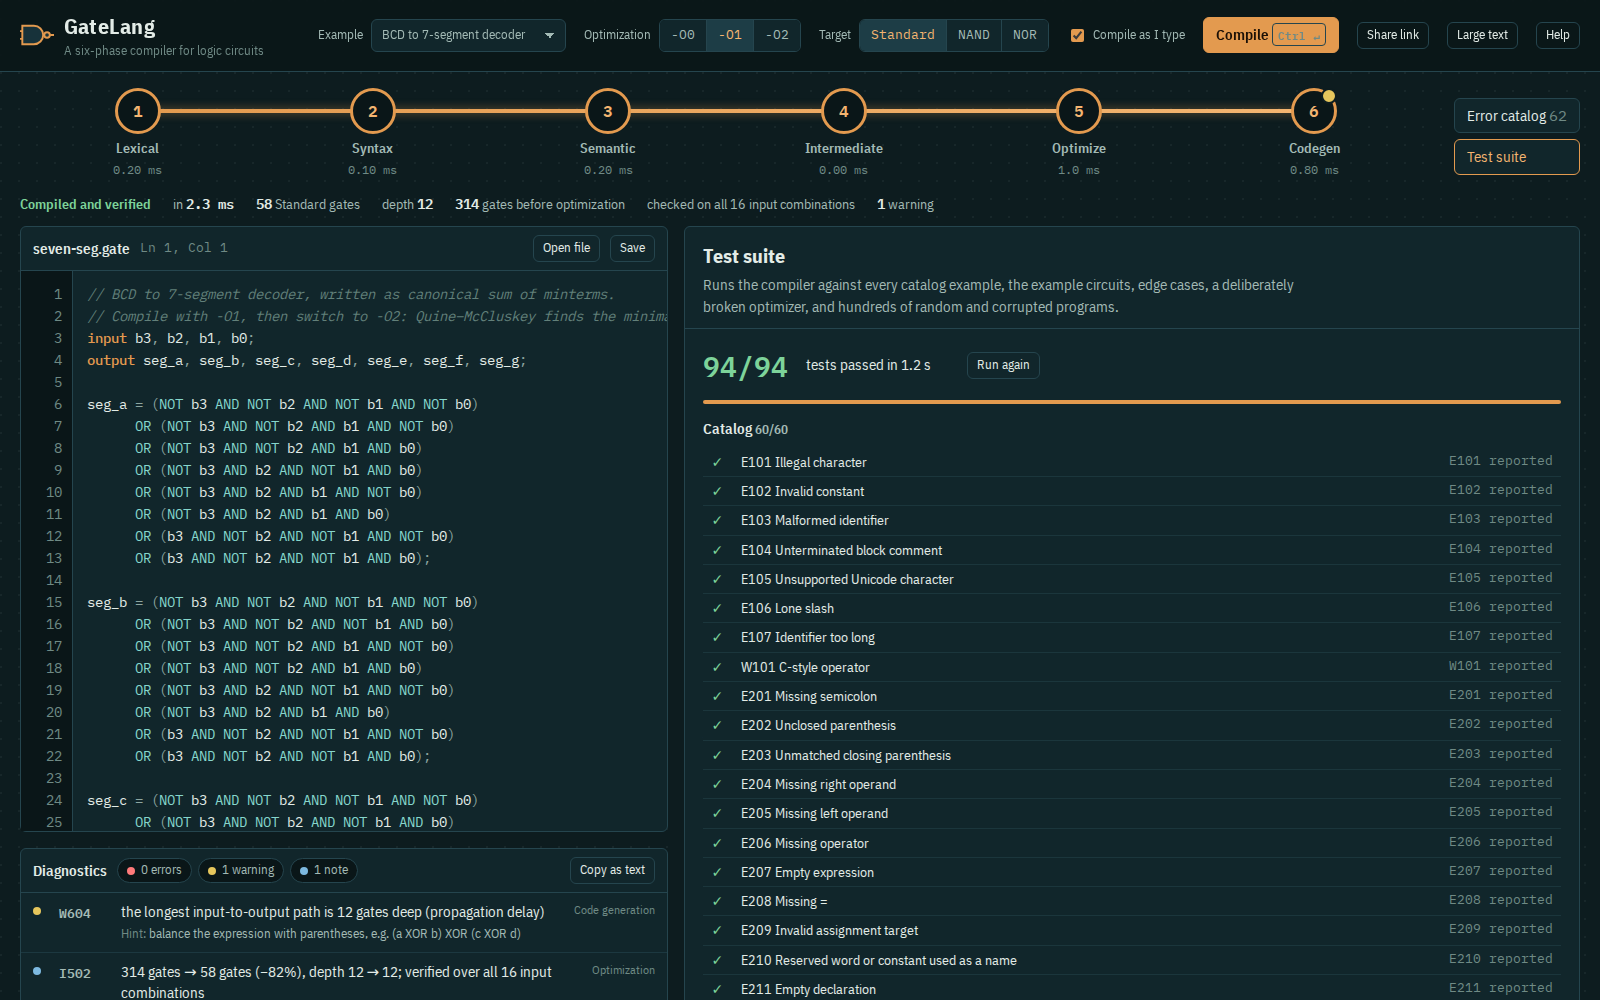 GateLang
A six-phase compiler for logic circuits
Example BCD to 7-segment decoder Optimization -O0 -O1 -O2 Target Standard NAND NOR Compile as I type Compile Ctrl ↵ Share link Large text Help
1 2 3 4 5 6
Lexical Syntax Semantic Intermediate Optimize Codegen
0.20 ms 0.10 ms 0.20 ms 0.00 ms 1.0 ms 0.80 ms
Error catalog 62
Test suite
Compiled and verified in 2.3 ms 58 Standard gates depth 12 314 gates before optimization checked on all 16 input combinations 1 warning
seven-seg.gate Ln 1, Col 1 Open file Save
1 // BCD to 7-segment decoder, written as canonical sum of minterms.
2 // Compile with -O1, then switch to -O2: Quine-McCluskey finds the minima
3 input b3, b2, b1, b0;
4 output seg_a, seg_b, seg_c, seg_d, seg_e, seg_f, seg_g;
5
6 seg_a = (NOT b3 AND NOT b2 AND NOT b1 AND NOT b0)
7 OR (NOT b3 AND NOT b2 AND b1 AND NOT b0)
8 OR (NOT b3 AND NOT b2 AND b1 AND b0)
9 OR (NOT b3 AND b2 AND NOT b1 AND b0)
10 OR (NOT b3 AND b2 AND b1 AND NOT b0)
11 OR (NOT b3 AND b2 AND b1 AND b0)
12 OR (b3 AND NOT b2 AND NOT b1 AND NOT b0)
13 OR (b3 AND NOT b2 AND NOT b1 AND b0);
14
15 seg_b = (NOT b3 AND NOT b2 AND NOT b1 AND NOT b0)
16 OR (NOT b3 AND NOT b2 AND NOT b1 AND b0)
17 OR (NOT b3 AND NOT b2 AND b1 AND NOT b0)
18 OR (NOT b3 AND NOT b2 AND b1 AND b0)
19 OR (NOT b3 AND b2 AND NOT b1 AND NOT b0)
20 OR (NOT b3 AND b2 AND b1 AND b0)
21 OR (b3 AND NOT b2 AND NOT b1 AND NOT b0)
22 OR (b3 AND NOT b2 AND NOT b1 AND b0);
23
24 seg_c = (NOT b3 AND NOT b2 AND NOT b1 AND NOT b0)
25 OR (NOT b3 AND NOT b2 AND NOT b1 AND b0)
Diagnostics 0 errors 1 warning 1 note Copy as text
W604 the longest input-to-output path is 12 gates deep (propagation delay) Code generation
Hint: balance the expression with parentheses, e.g. (a XOR b) XOR (c XOR d)
I502 314 gates → 58 gates (−82%), depth 12 → 12; verified over all 16 input Optimization
combinations
Test suite
Runs the compiler against every catalog example, the example circuits, edge cases, a deliberately
broken optimizer, and hundreds of random and corrupted programs.
94/94 tests passed in 1.2 s Run again
Catalog 60/60
✓ E101 Illegal character E101 reported
✓ E102 Invalid constant E102 reported
✓ E103 Malformed identifier E103 reported
✓ E104 Unterminated block comment E104 reported
✓ E105 Unsupported Unicode character E105 reported
✓ E106 Lone slash E106 reported
✓ E107 Identifier too long E107 reported
✓ W101 C-style operator W101 reported
✓ E201 Missing semicolon E201 reported
✓ E202 Unclosed parenthesis E202 reported
✓ E203 Unmatched closing parenthesis E203 reported
✓ E204 Missing right operand E204 reported
✓ E205 Missing left operand E205 reported
✓ E206 Missing operator E206 reported
✓ E207 Empty expression E207 reported
✓ E208 Missing = E208 reported
✓ E209 Invalid assignment target E209 reported
✓ E210 Reserved word or constant used as a name E210 reported
✓ E211 Empty declaration E211 reported